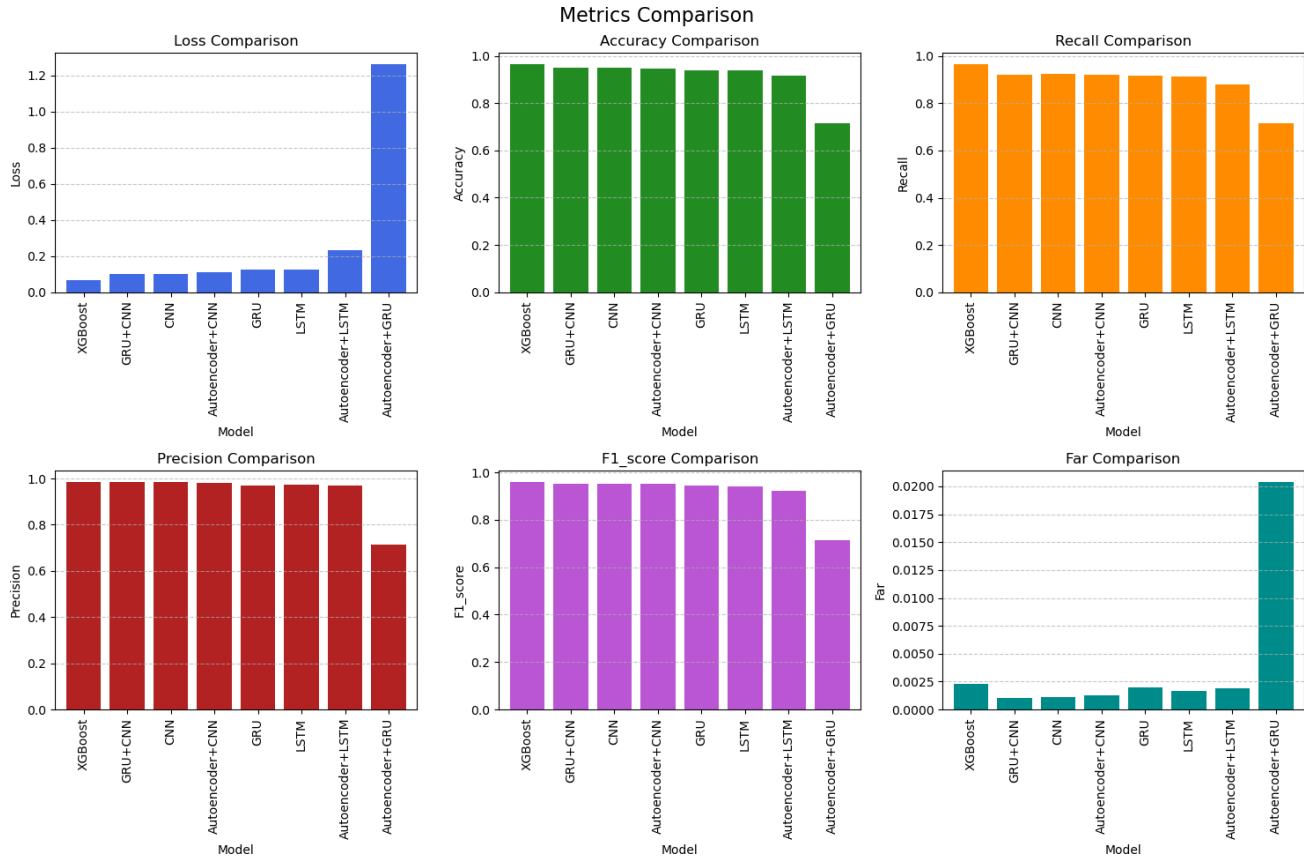 Metrics Comparison
Loss Comparison
Loss
1.2
1.0
0.8
0.6
0.4
0.2
0.0
XGBoost
GRU+CNN
CNN
Autoencoder+CNN
GRU
LSTM
Autoencoder+LSTM
Autoencoder+GRU
Model
Accuracy Comparison
Accuracy
1.0
0.8
0.6
0.4
0.2
0.0
XGBoost
GRU+CNN
CNN
Autoencoder+CNN
GRU
LSTM
Autoencoder+LSTM
Autoencoder+GRU
Model
Recall Comparison
Recall
1.0
0.8
0.6
0.4
0.2
0.0
XGBoost
GRU+CNN
CNN
Autoencoder+CNN
GRU
LSTM
Autoencoder+LSTM
Autoencoder+GRU
Model
Precision Comparison
Precision
1.0
0.8
0.6
0.4
0.2
0.0
XGBoost
GRU+CNN
CNN
Autoencoder+CNN
GRU
LSTM
Autoencoder+LSTM
Autoencoder+GRU
Model
F1_score Comparison
F1_score
1.0
0.8
0.6
0.4
0.2
0.0
XGBoost
GRU+CNN
CNN
Autoencoder+CNN
GRU
LSTM
Autoencoder+LSTM
Autoencoder+GRU
Model
Far Comparison
Far
0.0200
0.0175
0.0150
0.0125
0.0100
0.0075
0.0050
0.0025
0.0000
XGBoost
GRU+CNN
CNN
Autoencoder+CNN
GRU
LSTM
Autoencoder+LSTM
Autoencoder+GRU
Model